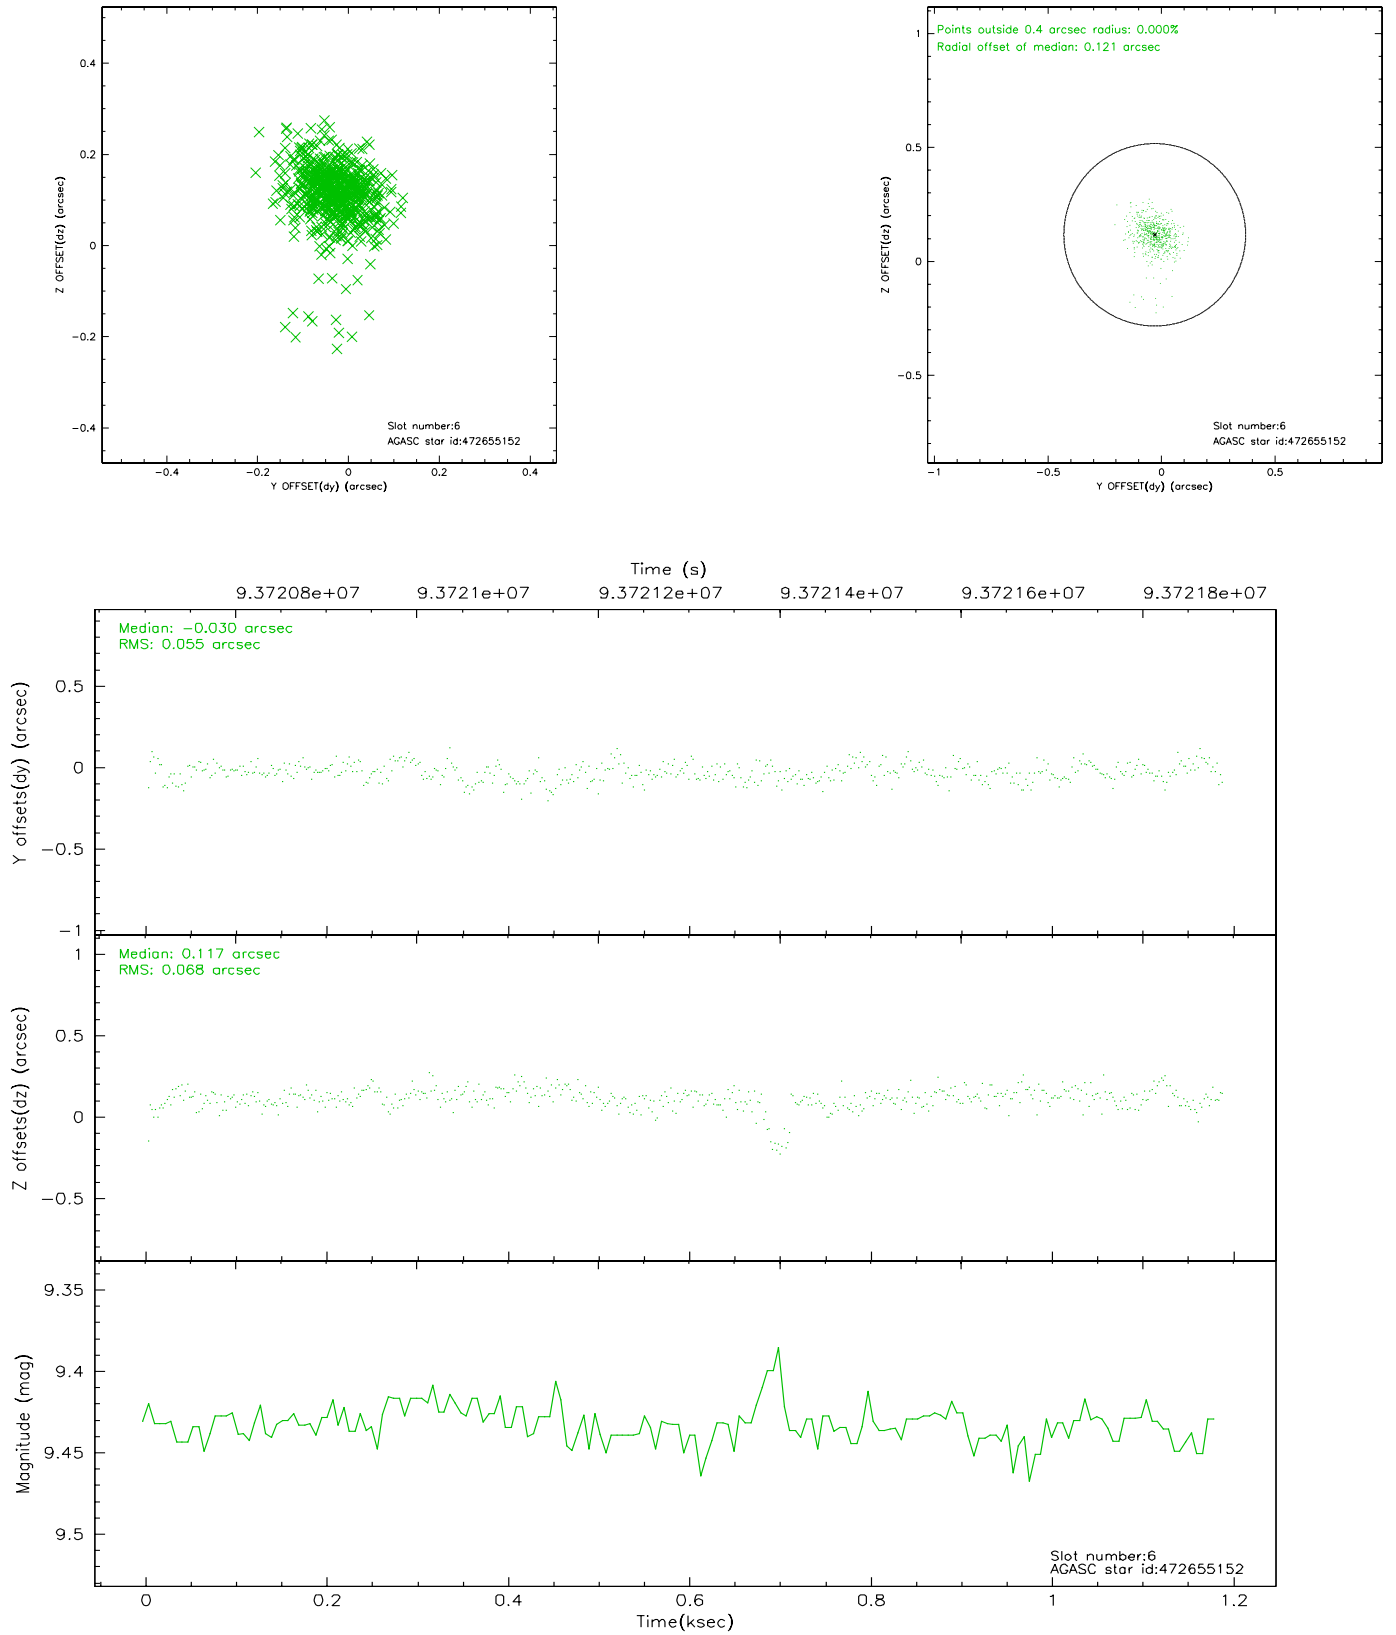 0.4
0.2
0
−0.2
−0.4
Z OFFSET(dz) (arcsec)
Slot number:6
AGASC star id:472655152
−0.4
−0.2
0
0.2
0.4
Y OFFSET(dy) (arcsec)
Points outside 0.4 arcsec radius: 0.000%
Radial offset of median: 0.121 arcsec
1
0.5
0
−0.5
Z OFFSET(dz) (arcsec)
Slot number:6
AGASC star id:472655152
−1
−0.5
0
0.5
Y OFFSET(dy) (arcsec)
Time (s)
9.37208e+07
9.3721e+07
9.37212e+07
9.37214e+07
9.37216e+07
9.37218e+07
Median: −0.030 arcsec
RMS: 0.055 arcsec
0.5
0
−0.5
−1
Y offsets(dy) (arcsec)
Median: 0.117 arcsec
RMS: 0.068 arcsec
1
0.5
0
−0.5
Z offsets(dz) (arcsec)
9.35
9.4
9.45
9.5
Magnitude (mag)
Slot number:6
AGASC star id:472655152
0
0.2
0.4
0.6
0.8
1
1.2
Time(ksec)